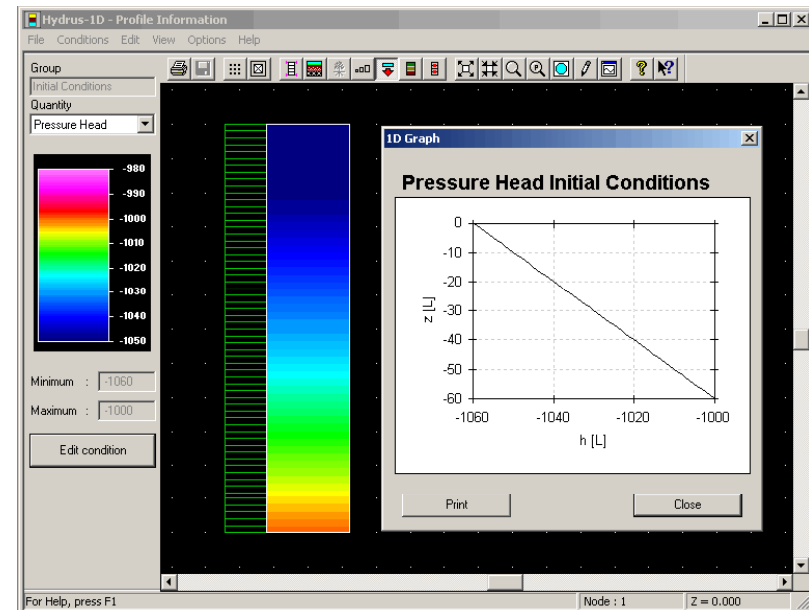 Hydrus-1D - Profile Information
File Conditions Edit View Options Help
Group
Initial Conditions
Quantity
Pressure Head
-980
-990
-1000
-1010
-1020
-1030
-1040
-1050
Minimum : -1060
Maximum : -1000
Edit condition
1D Graph
Pressure Head Initial Conditions
0
-10
-20
-30
-40
-50
-60
z [L]
-1060 -1040 -1020 -1000
h [L]
Print Close
For Help, press F1 Node : 1 Z = 0.000